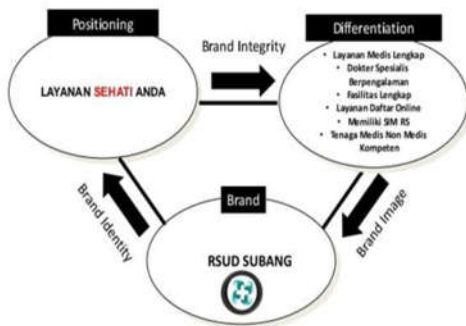 Positioning
LAYANAN SEHATI ANDA
Brand Integrity
Differentiation
• Layanan Medis Lengkap
• Dokter Spesialis
Berpengalaman
• Fasilitas Lengkap
• Layanan Daftar Online
• Memiliki SIM RS
• Tenaga Medis Non Medis
Kompeten
Brand Identity
Brand Image
Brand
RSUD SUBANG